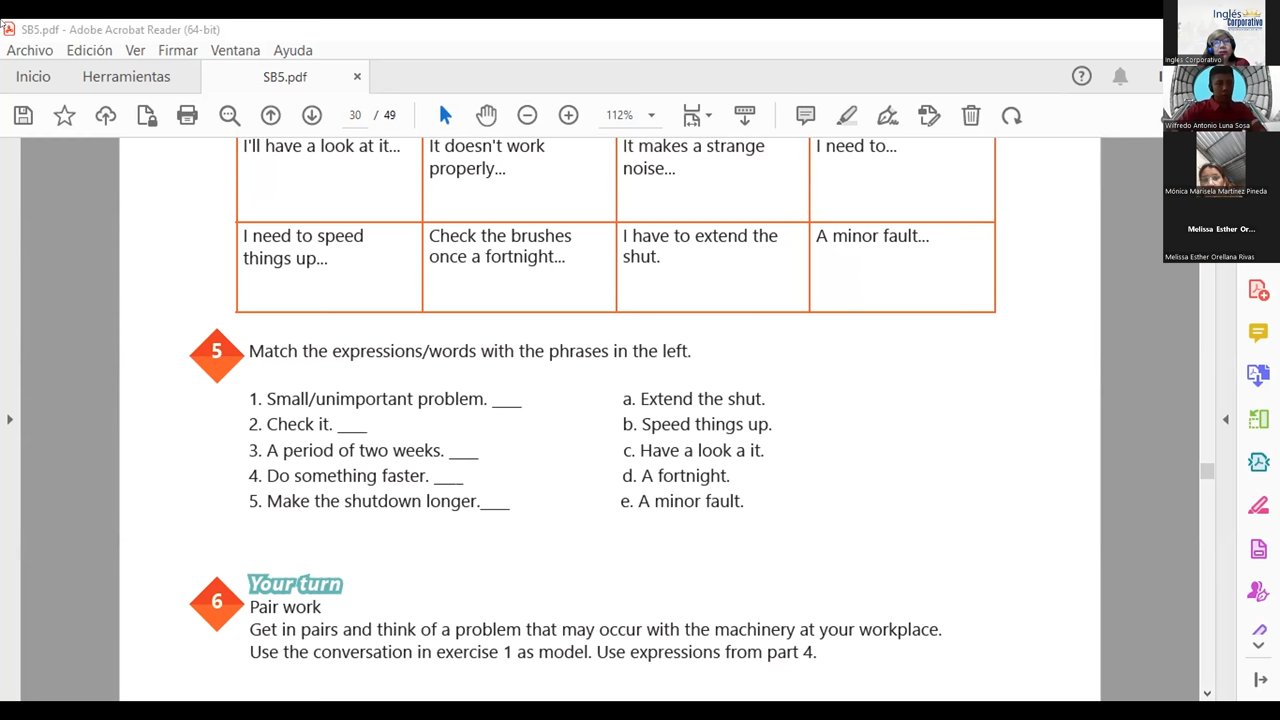 SB5.pdf - Adobe Acrobat Reader (64-bit)
Archivo Edición Ver Firmar Ventana Ayuda
Inicio Herramientas SB5.pdf ×
30 / 49 112%
I'll have a look at it...
It doesn't work
properly...
It makes a strange
noise...
I need to...
I need to speed
things up...
Check the brushes
once a fortnight...
I have to extend the
shut.
A minor fault...
5 Match the expressions/words with the phrases in the left.
1. Small/unimportant problem. ____ a. Extend the shut.
2. Check it. ____ b. Speed things up.
3. A period of two weeks. ____ c. Have a look a it.
4. Do something faster. ____ d. A fortnight.
5. Make the shutdown longer.____ e. A minor fault.
Your turn
6 Pair work
Get in pairs and think of a problem that may occur with the machinery at your workplace.
Use the conversation in exercise 1 as model. Use expressions from part 4.
Inglés
Corporativo
Inglés Corporativo
Wilfredo Antonio Luna Sosa
Mónica Marisela Martínez Pineda
Melissa Esther Or...
Melissa Esther Orellana Rivas